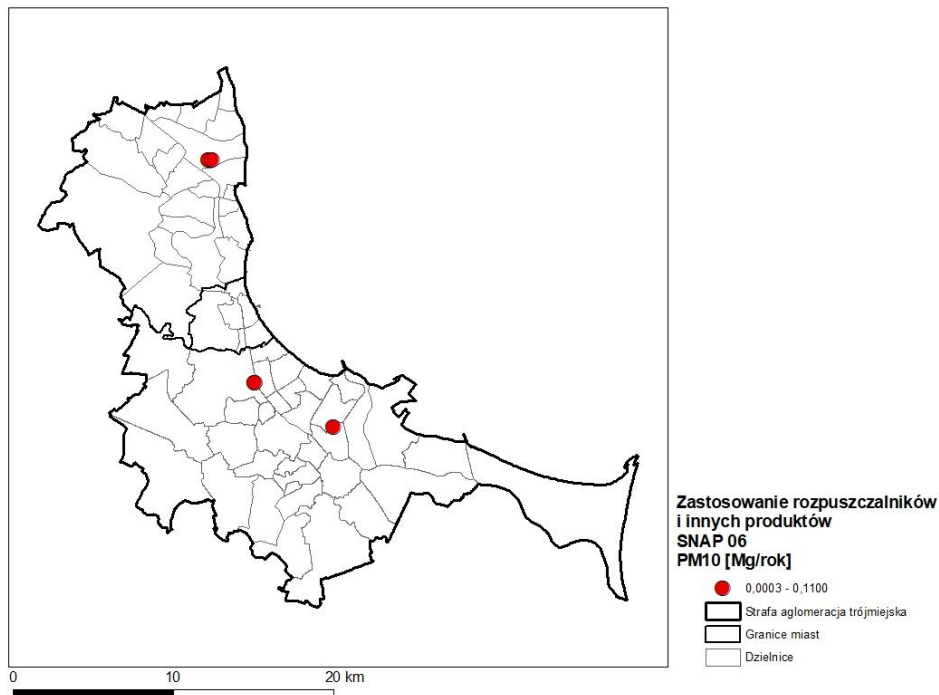 Zastosowanie rozpuszczalników
i innych produktów
SNAP 06
PM10 [Mg/rok]
0,0003 - 0,1100
Strafa aglomeracja trójmiejska
Granice miast
Dzielnice
0 10 20 km